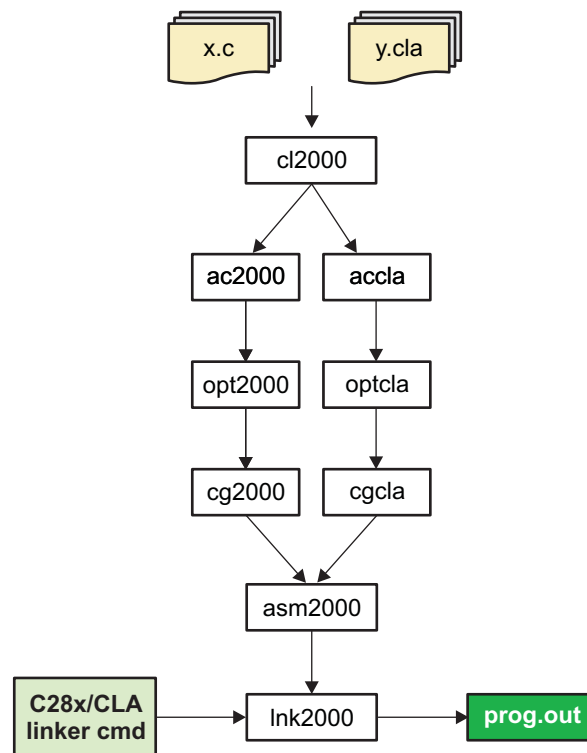 x.c
y.cla
cl2000
ac2000
accla
opt2000
optcla
cg2000
cgcla
asm2000
C28x/CLA
linker cmd
lnk2000
prog.out